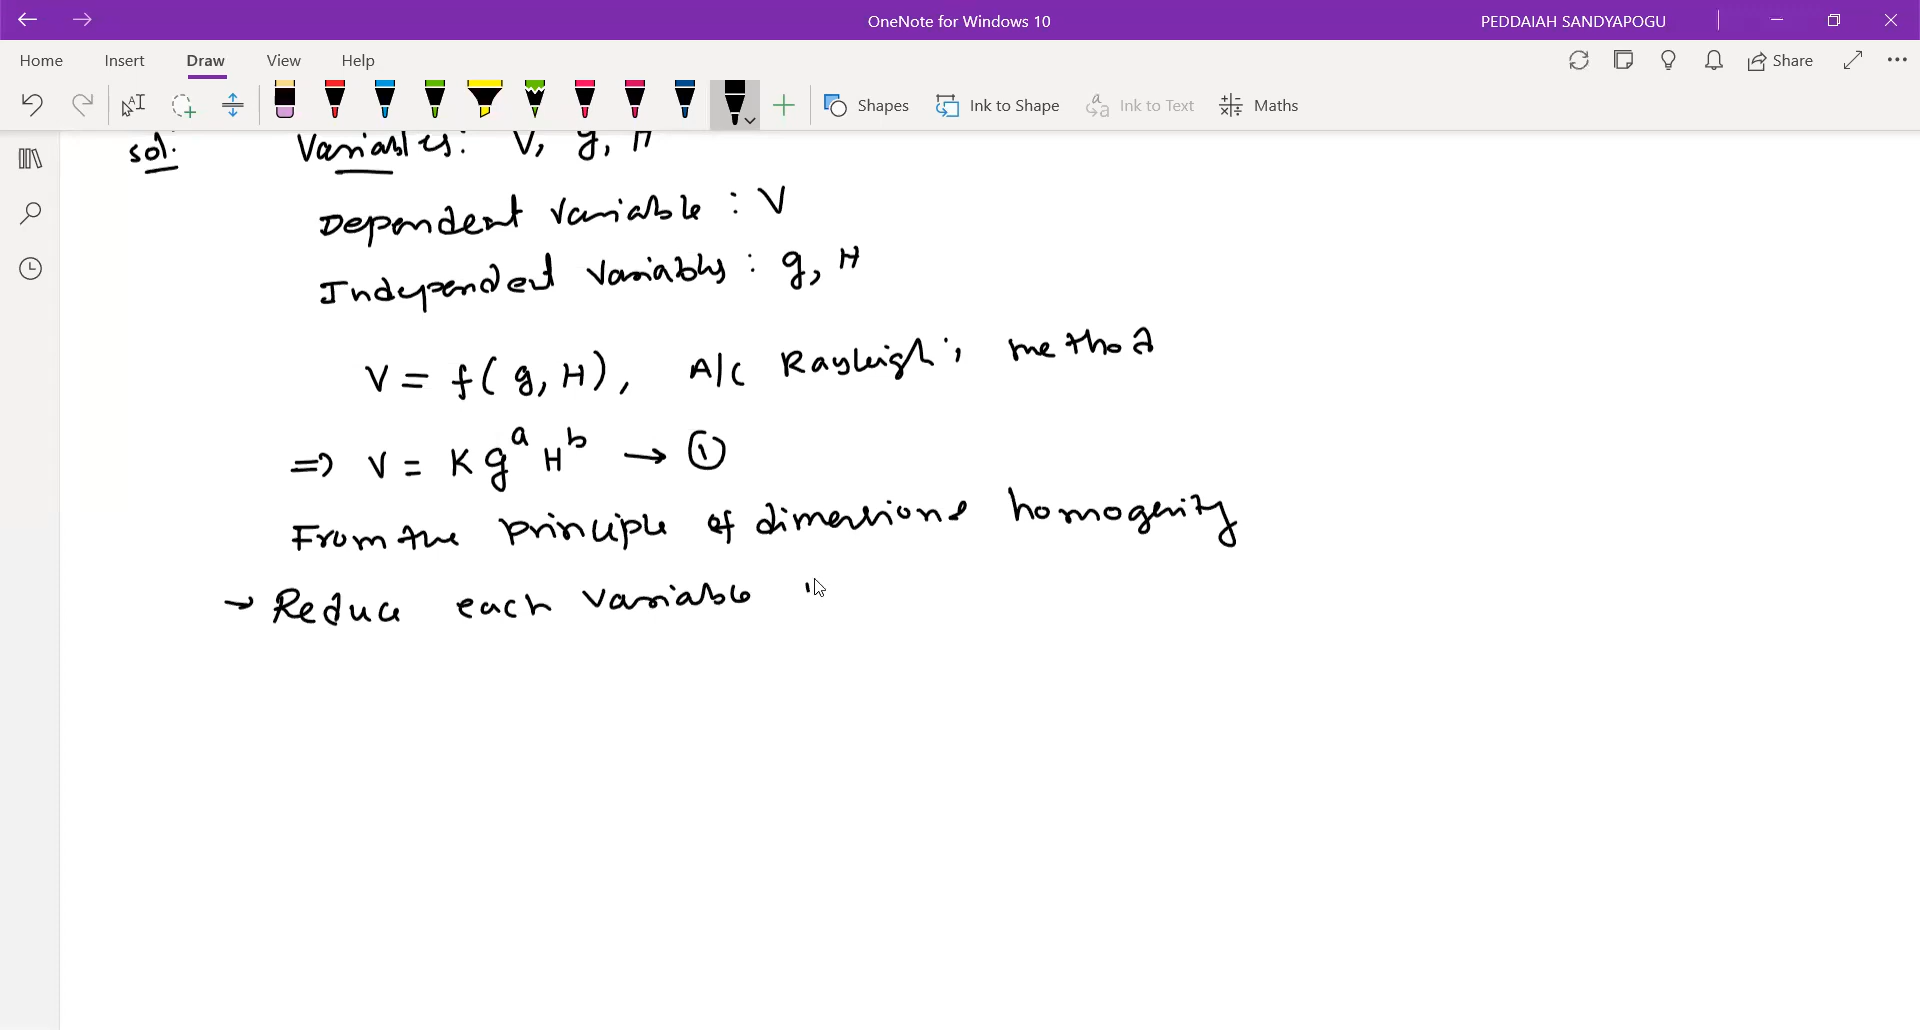 OneNote for Windows 10 PEDDAIAH SANDYAPOGU
Home Insert Draw View Help Share
Shapes Ink to Shape Ink to Text Maths
Sol: Variables: V, g, H
Dependent Variable : V
Independent Variables : g, H
V = f(g, H), A/c Rayleigh's method
=> V = K g^a H^b → ①
From the principle of dimensional homogenity
→ Reduce each variable